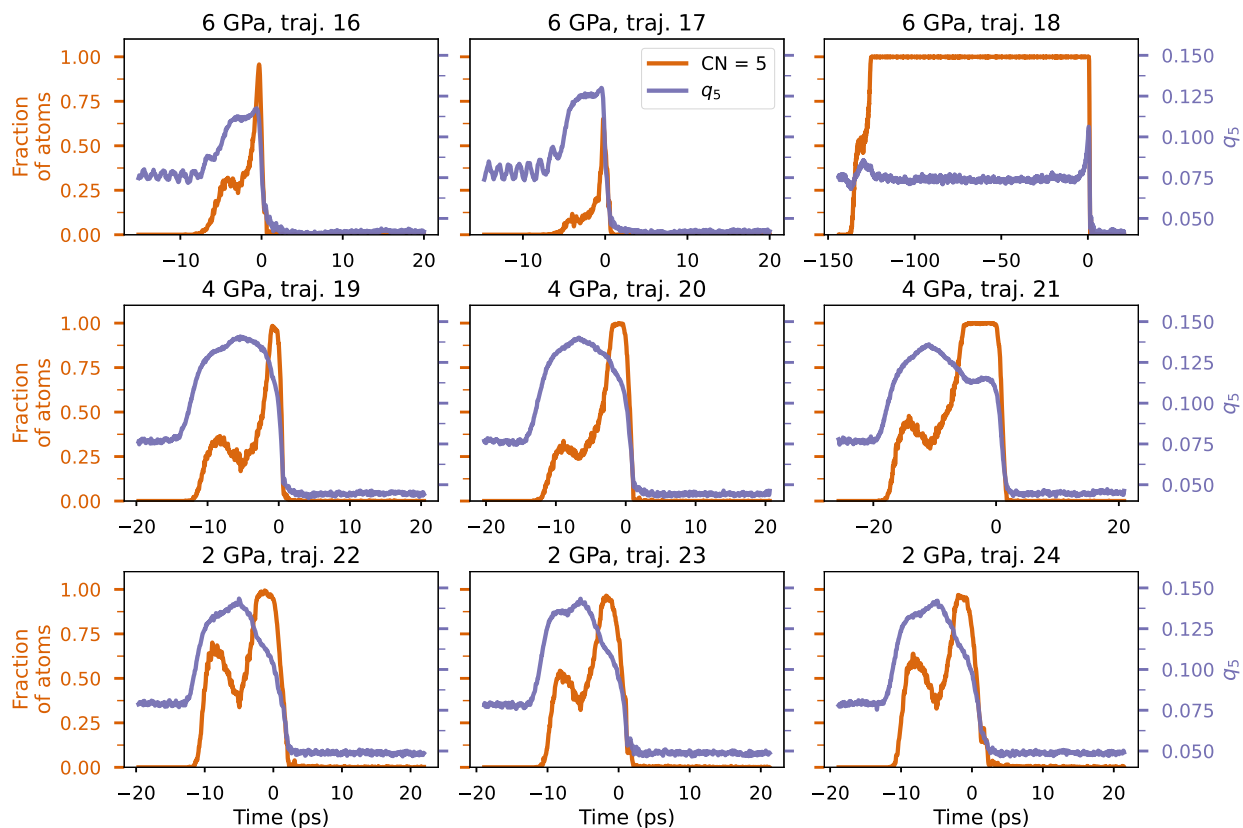 6 GPa, traj. 16 6 GPa, traj. 17 6 GPa, traj. 18
1.00 0.75 0.50 0.25 0.00
Fraction
of atoms
CN = 5
q5
0.150 0.125 0.100 0.075 0.050
q5
−10 0 10 20
−10 0 10 20
−150 −100 −50 0
4 GPa, traj. 19 4 GPa, traj. 20 4 GPa, traj. 21
1.00 0.75 0.50 0.25 0.00
Fraction
of atoms
0.150 0.125 0.100 0.075 0.050
q5
−20 −10 0 10 20
−20 −10 0 10 20
−20 0 20
2 GPa, traj. 22 2 GPa, traj. 23 2 GPa, traj. 24
1.00 0.75 0.50 0.25 0.00
Fraction
of atoms
0.150 0.125 0.100 0.075 0.050
q5
−20 −10 0 10 20
−20 −10 0 10 20
−20 −10 0 10 20
Time (ps) Time (ps) Time (ps)